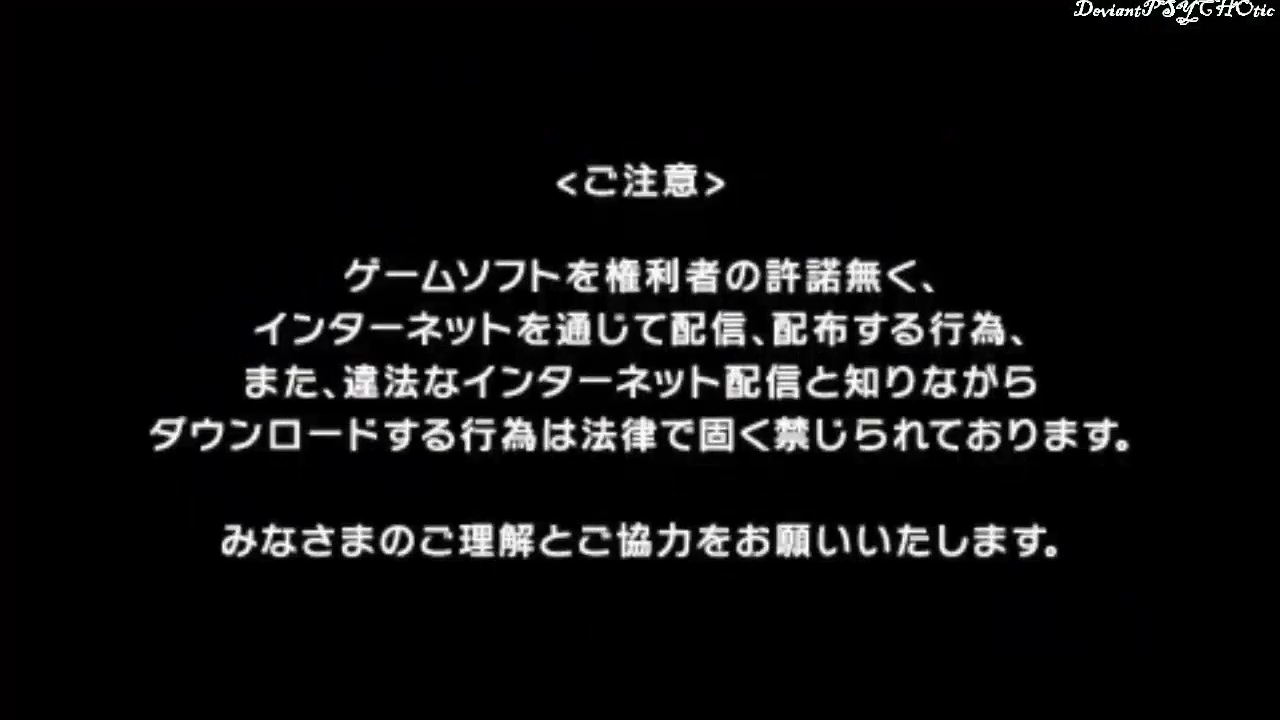 DeviantPSYCHOtic
<ご注意>
ゲームソフトを権利者の許諾無く、
インターネットを通じて配信、配布する行為、
また、違法なインターネット配信と知りながら
ダウンロードする行為は法律で固く禁じられております。
みなさまのご理解とご協力をお願いいたします。